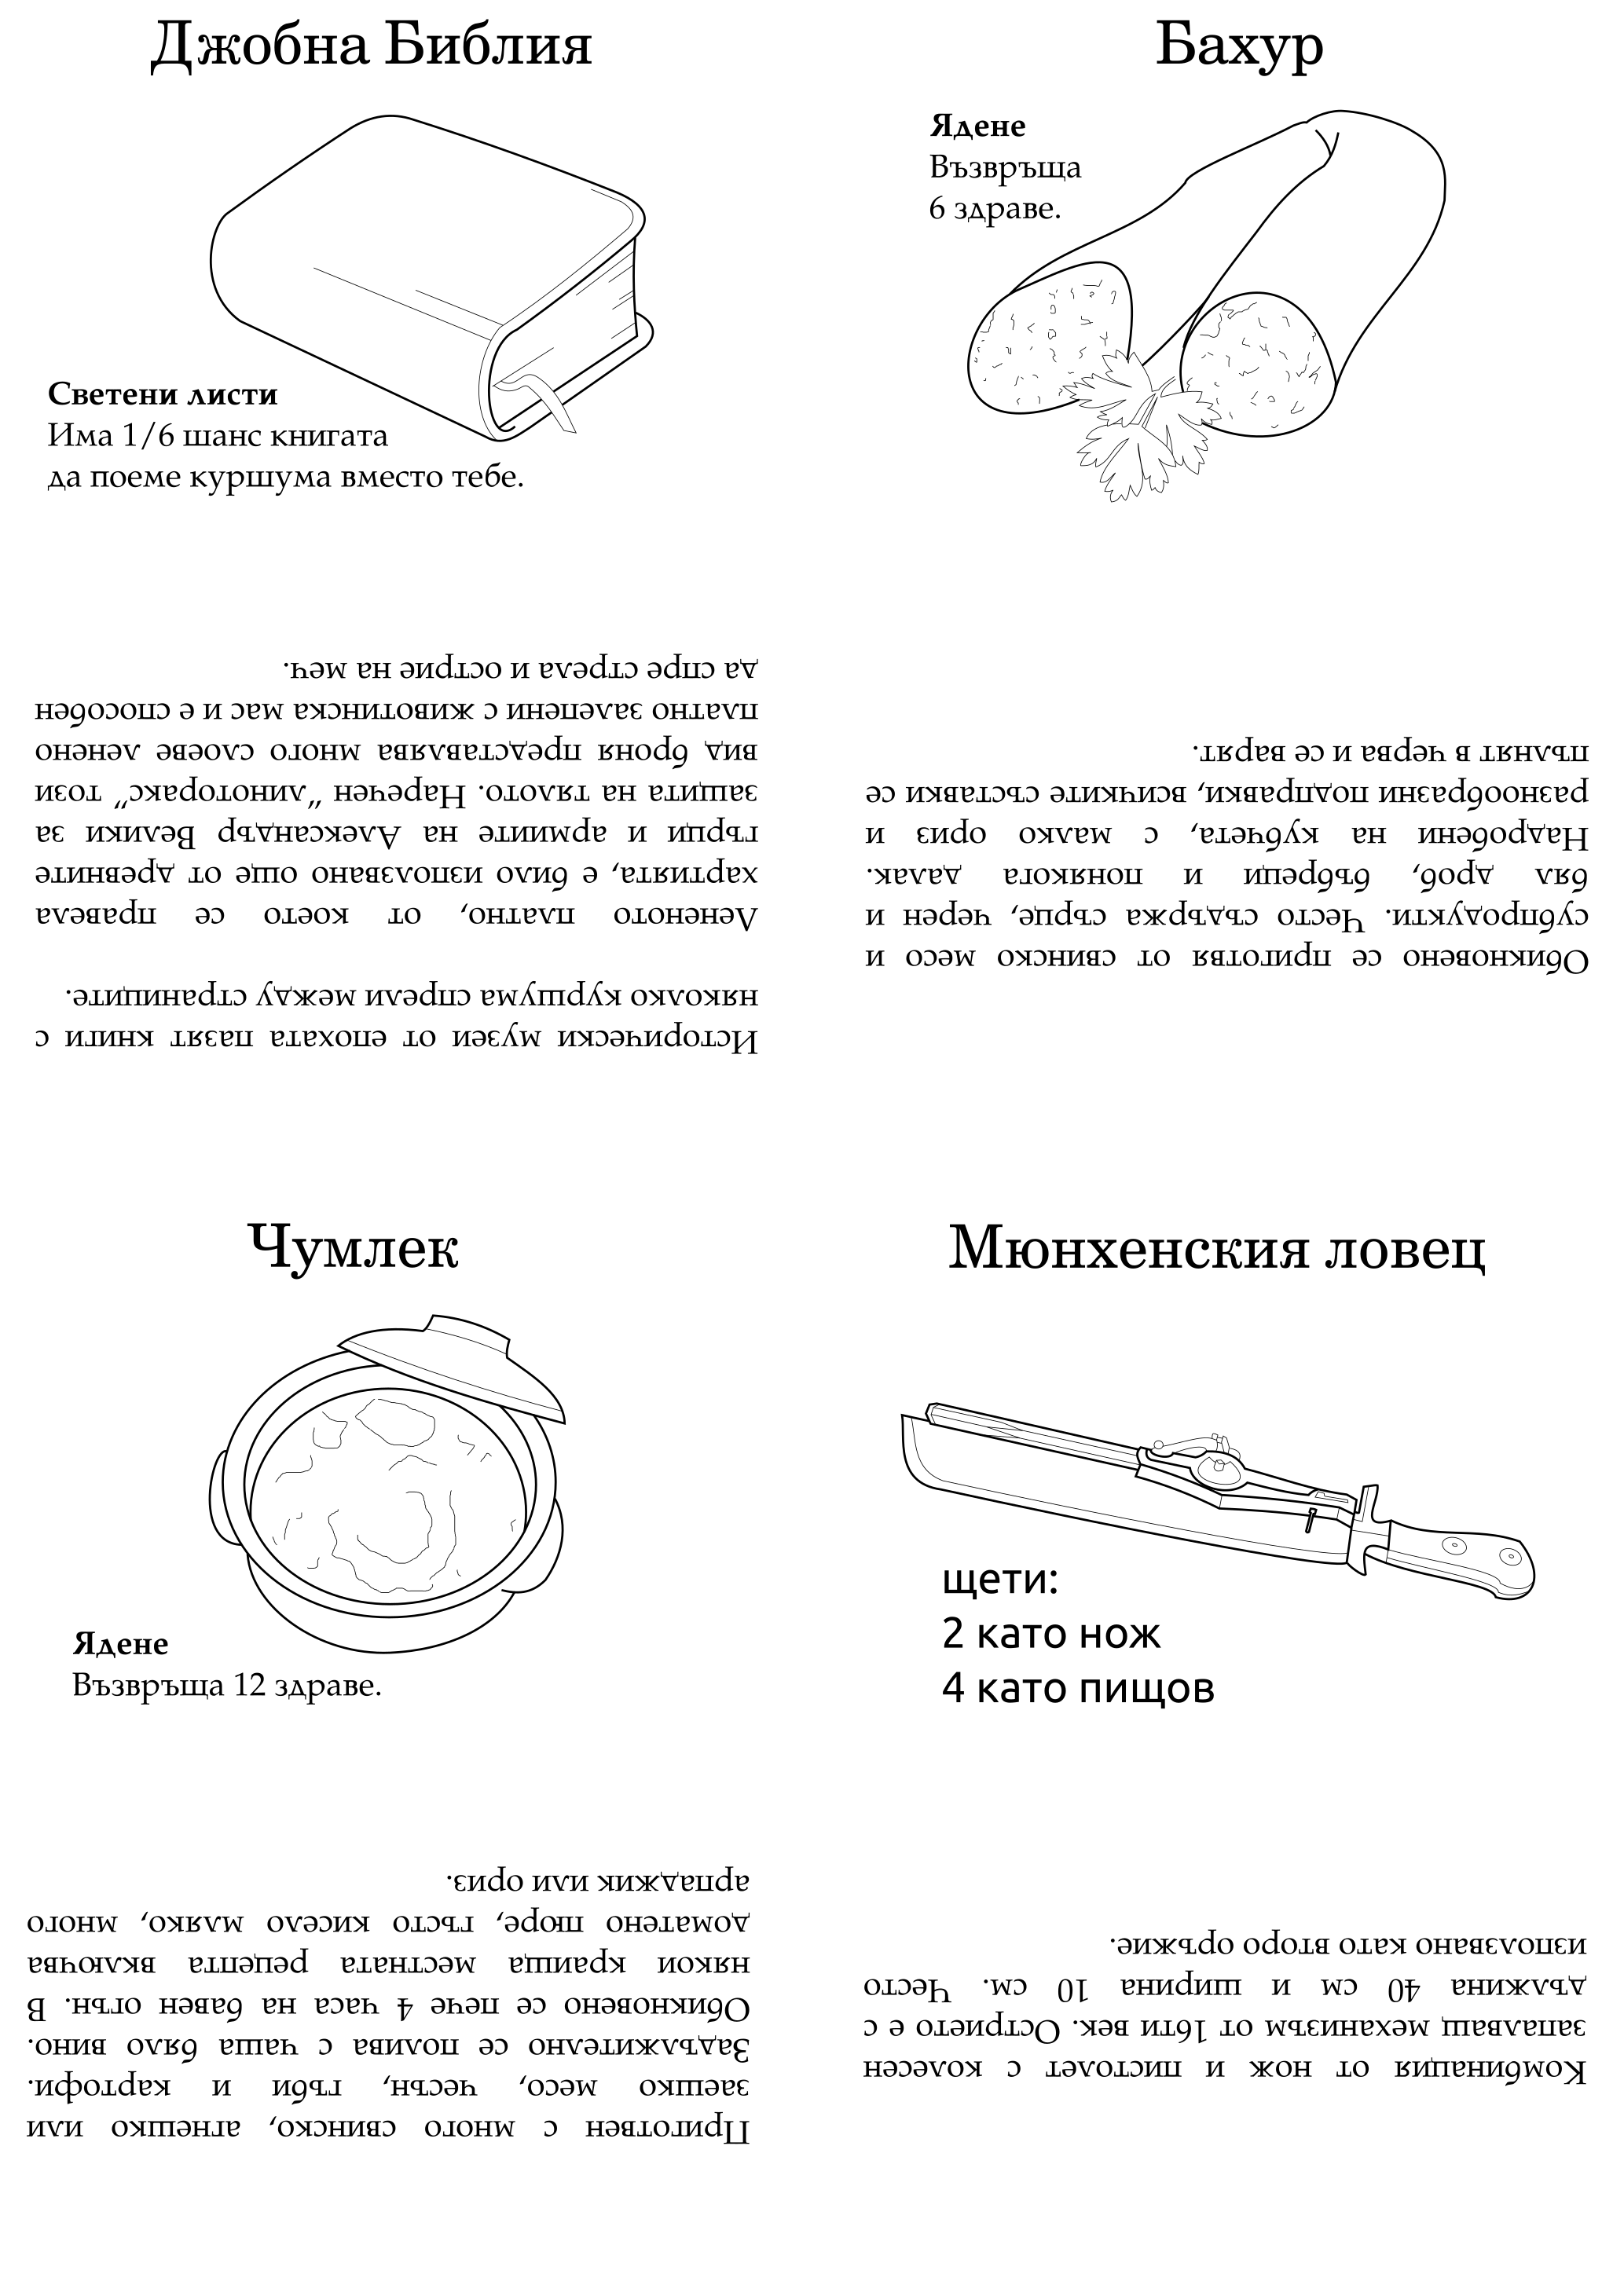 Джобна Библия
Светени листи
Има 1/6 шанс книгата
да поеме куршума вместо тебе.
Исторически музеи от епохата пазят книги с
няколко куршума спрели между страниците.
Лененото платно, от което се правела
хартията, е било използвано още от древните
гърци и армиите на Александър Велики за
защита на тялото. Наречен “линоторакс“ този
вид броня представлява много слоеве ленено
платно залепени с животинска мас и е способен
да спре стрела и острие на меч.
Бахур
Ядене
Възвръща
6 здраве.
Обикновено се приготвя от свинско месо и
субпродукти. Често съдържа сърце, черен и
бял дроб, бъбреци и понякога далак.
Надробени на кубчета, с малко ориз и
разнообразни подправки, всичките съставки се
пълнят в черва и се варят.
Чумлек
Ядене
Възвръща 12 здраве.
Приготвен с много свинско, агнешко или
заешко месо, чесън, гъби и картофи.
Задължително се полива с чаша бяло вино.
Обикновено се пече 4 часа на бавен огън. В
някои краища местната рецепта включва
доматено пюре, гъсто кисело мляко, много
арпаджик или ориз.
Мюнхенския ловец
щети:
2 като нож
4 като пищов
Комбинация от нож и пистолет с колесен
запалващ механизъм от 16ти век. Острието е с
дължина 40 см и ширина 10 см. Често
използвано като второ оръжие.